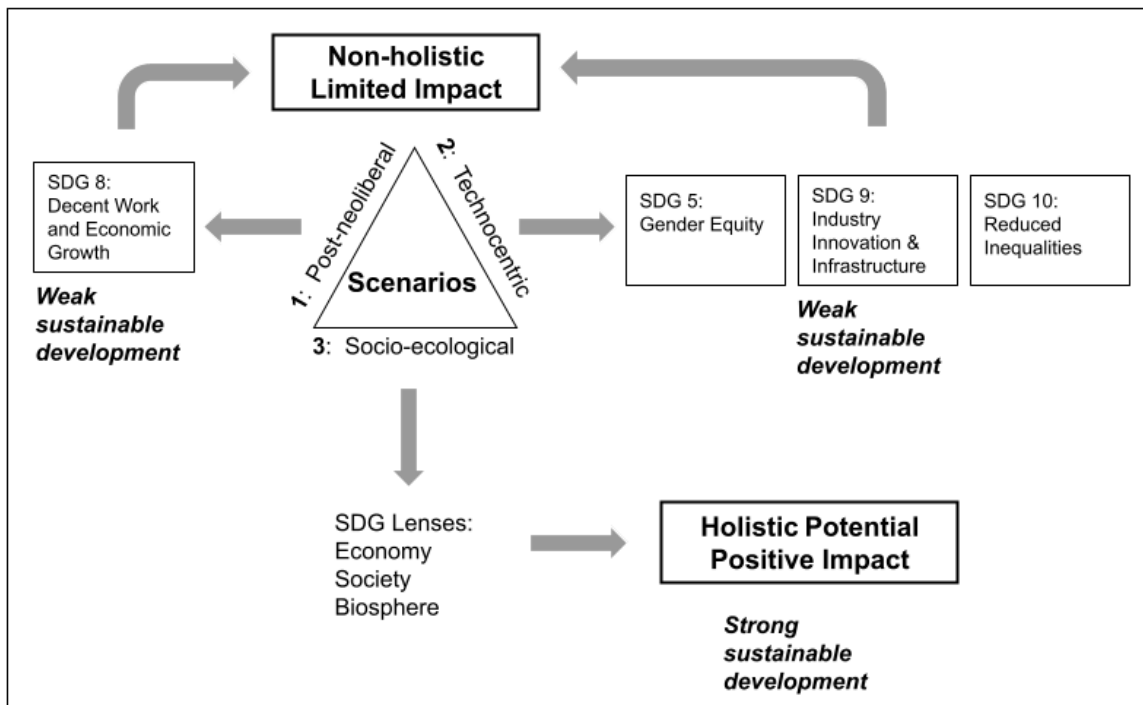 Non-holistic
Limited Impact
SDG 8:
Decent Work
and Economic
Growth
Weak
sustainable
development
1: Post-neoliberal
2: Technocentric
Scenarios
3: Socio-ecological
SDG 5:
Gender Equity
SDG 9:
Industry
Innovation &
Infrastructure
SDG 10:
Reduced
Inequalities
Weak
sustainable
development
SDG Lenses:
Economy
Society
Biosphere
Holistic Potential
Positive Impact
Strong
sustainable
development